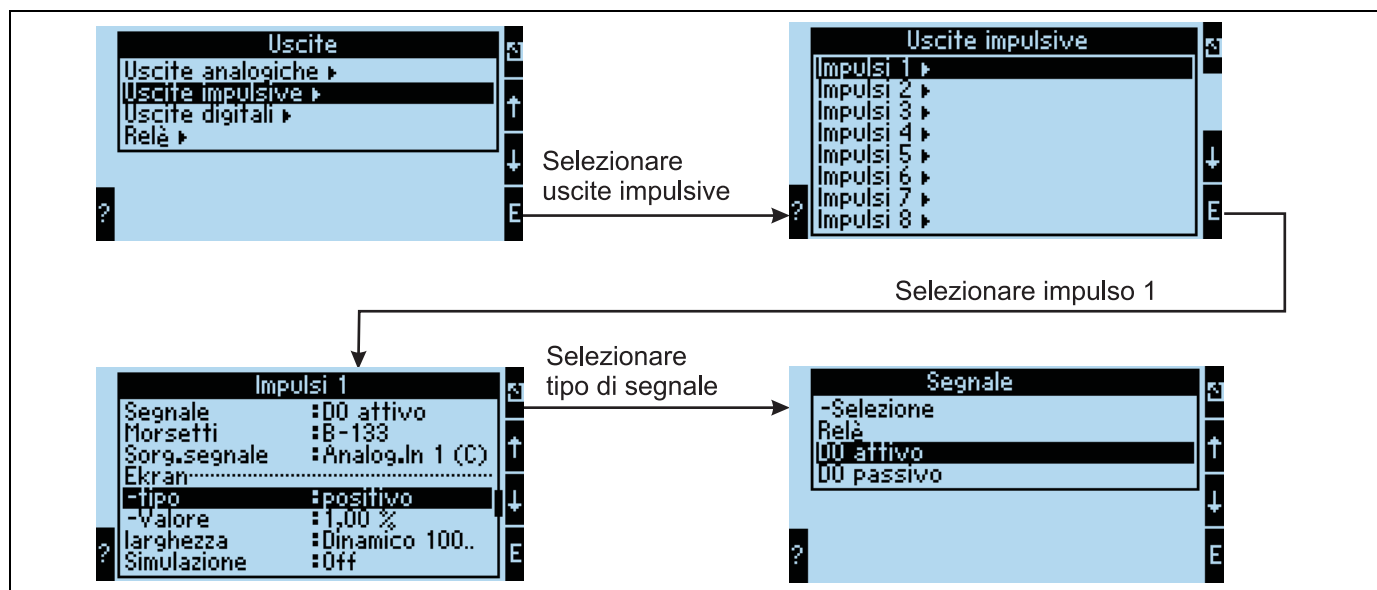 Uscite
Uscite analogiche
Uscite impulsive
Uscite digitali
Relè
?
E
Selezionare
uscite impulsive
Uscite impulsive
Impulsi 1
Impulsi 2
Impulsi 3
Impulsi 4
Impulsi 5
Impulsi 6
Impulsi 7
Impulsi 8
?
E
Selezionare impulso 1
Impulsi 1
Segnale :DO attivo
Morsetti :B-133
Sorg.segnale :Analog.In 1 (C)
Ekran
-tipo :positivo
-Valore :1,00 %
larghezza :Dinamico 100..
Simulazione :Off
?
E
Selezionare
tipo di segnale
Segnale
-Selezione
Relè
DO attivo
DO passivo
?
E